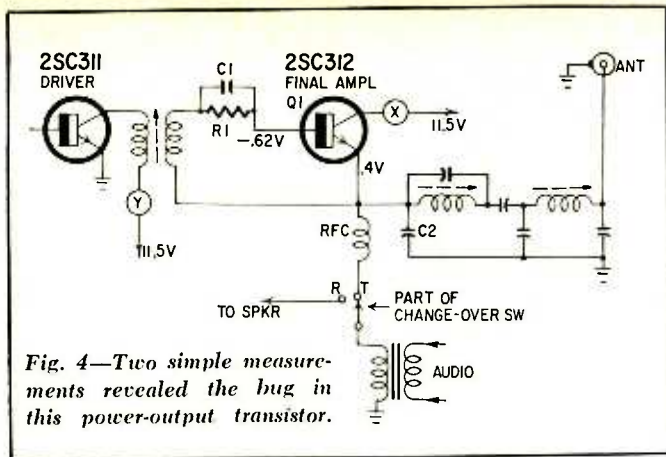 2SC311
DRIVER
C1
R1
-.62V
2SC312
FINAL AMPL
Q1
X
11.5V
ANT
.4V
Y
11,5V
RFC
C2
R T
TO SPKR
PART OF
CHANGE-OVER SW
AUDIO
Fig. 4—Two simple measure-
ments revealed the bug in
this power-output transistor.